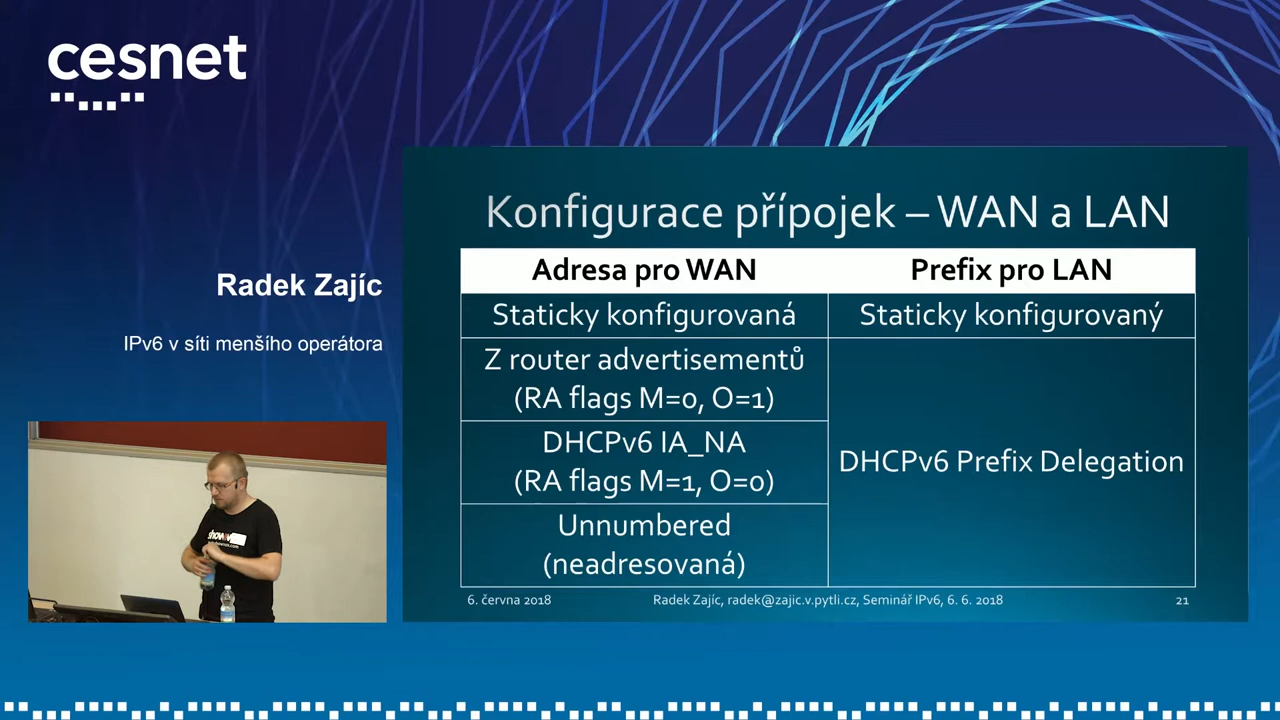 cesnet
Radek Zajíc
IPv6 v síti menšího operátora
Konfigurace přípojek – WAN a LAN
Adresa pro WAN
Prefix pro LAN
Staticky konfigurovaná
Staticky konfigurovaný
Z router advertisementů
(RA flags M=0, O=1)
DHCPv6 IA_NA
(RA flags M=1, O=0)
DHCPv6 Prefix Delegation
Unnumbered
(neadresovaná)
6. června 2018
Radek Zajíc, radek@zajic.v.pytli.cz, Seminář IPv6, 6. 6. 2018
21